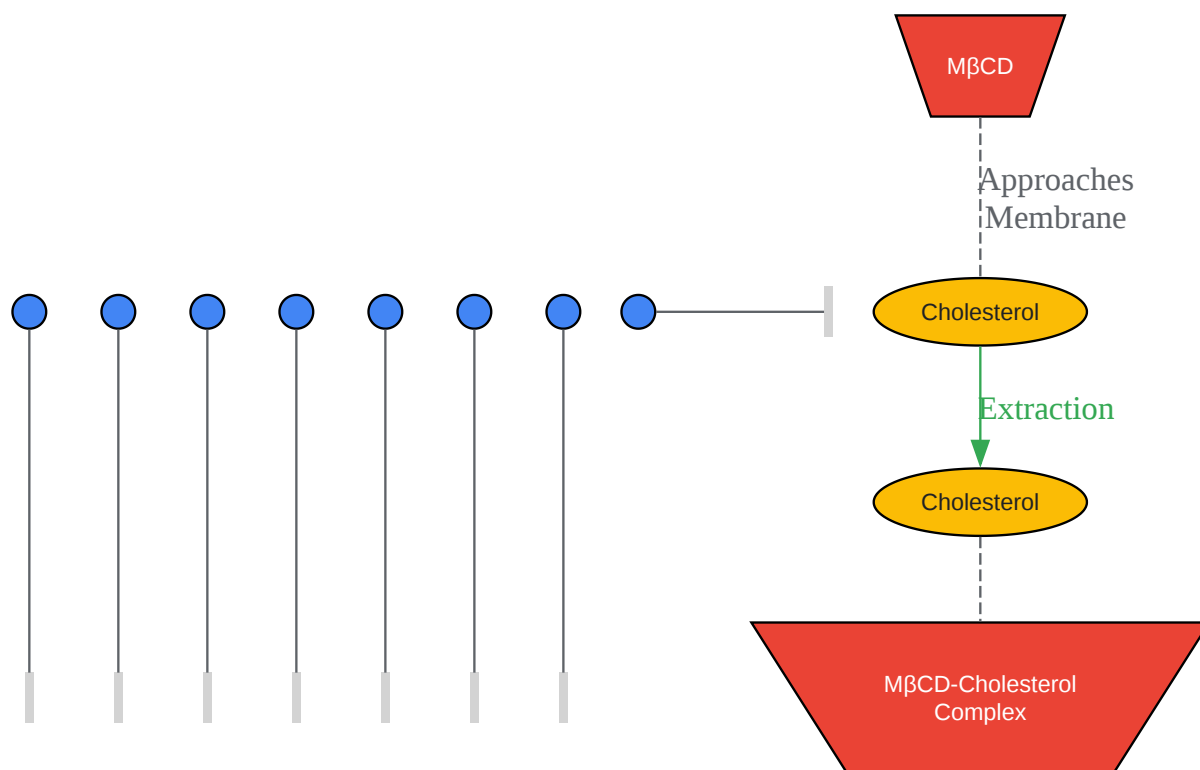 MβCD
Approaches
Membrane
Cholesterol
Extraction
Cholesterol
MβCD-Cholesterol
Complex